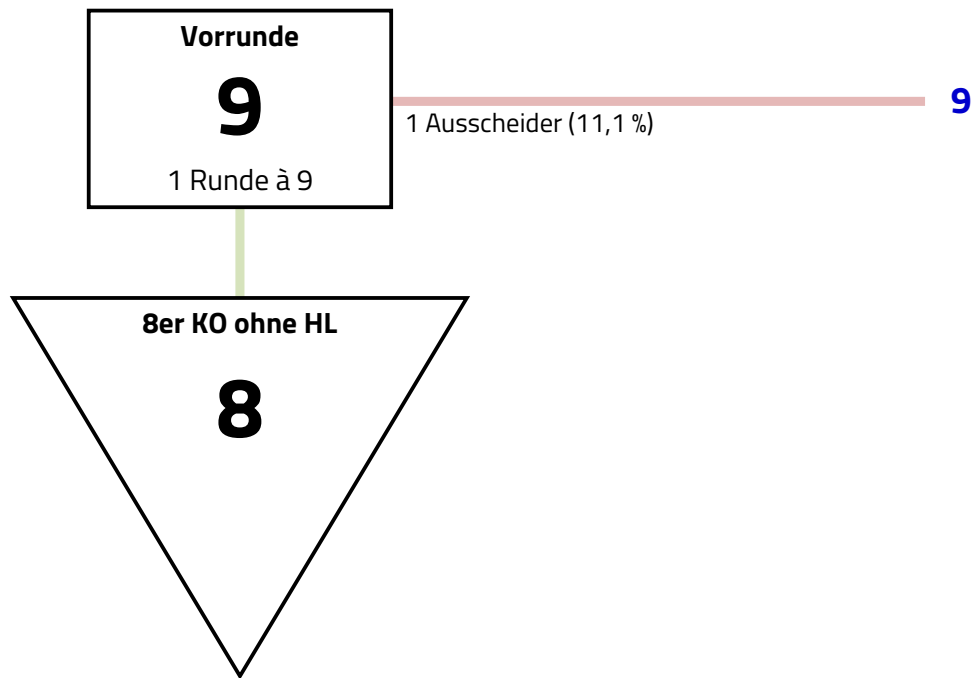 Vorrunde
9
1 Runde à 9
1 Ausscheider (11,1 %)
9
8er KO ohne HL
8